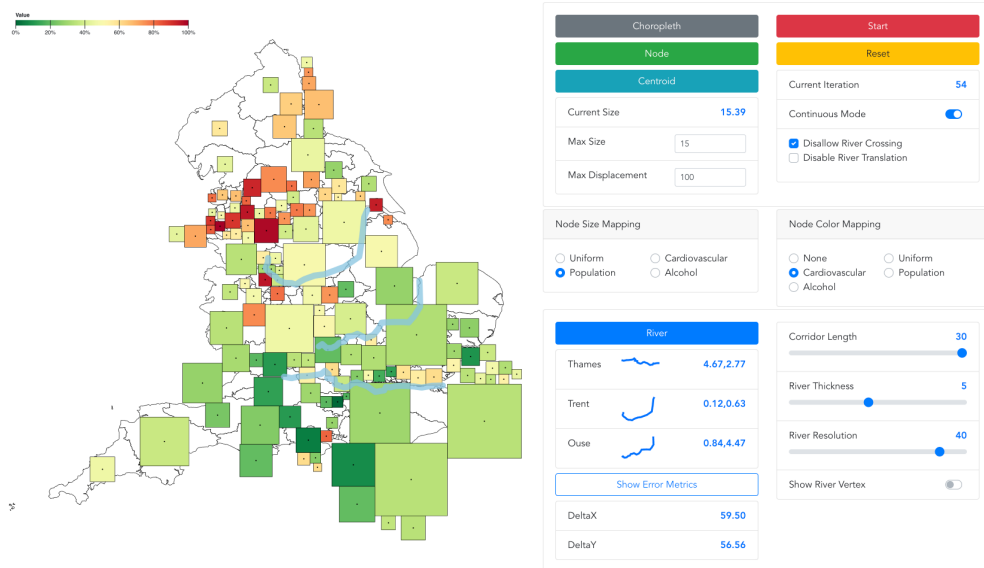 Value
0% 20% 40% 60% 80% 100%
Choropleth
Node
Centroid
Current Size 15.39
Max Size 15
Max Displacement 100
Start
Reset
Current Iteration 54
Continuous Mode
Disallow River Crossing
Disable River Translation
Node Size Mapping
Uniform Cardiovascular
Population Alcohol
Node Color Mapping
None Uniform
Cardiovascular Population
Alcohol
River
Thames 4.67,2.77
Trent 0.12,0.63
Ouse 0.84,4.47
Show Error Metrics
DeltaX 59.50
DeltaY 56.56
Corridor Length 30
River Thickness 5
River Resolution 40
Show River Vertex